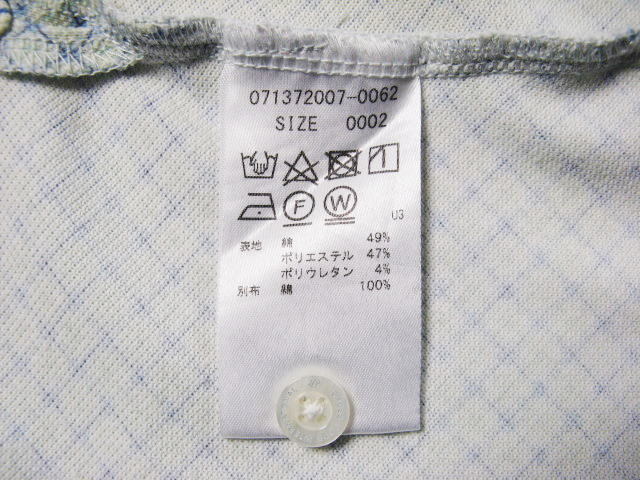 071372007-0062
SIZE 0002
F W U3
表地 綿 49%
ポリエステル 47%
ポリウレタン 4%
別布 綿 100%